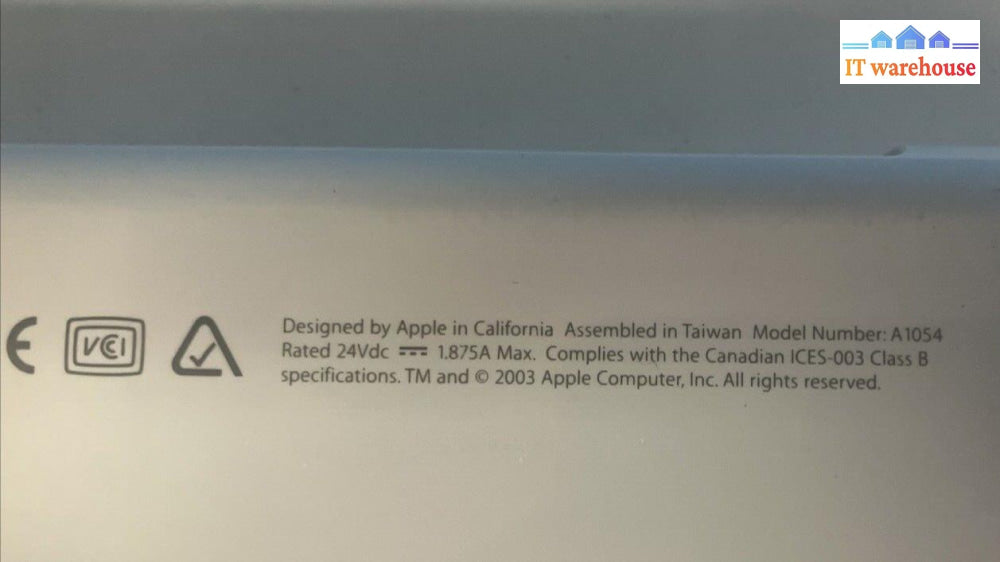 IT warehouse
CE
VCI
Designed by Apple in California Assembled in Taiwan Model Number: A1054
Rated 24Vdc ⎓ 1.875A Max. Complies with the Canadian ICES-003 Class B
specifications. TM and © 2003 Apple Computer, Inc. All rights reserved.